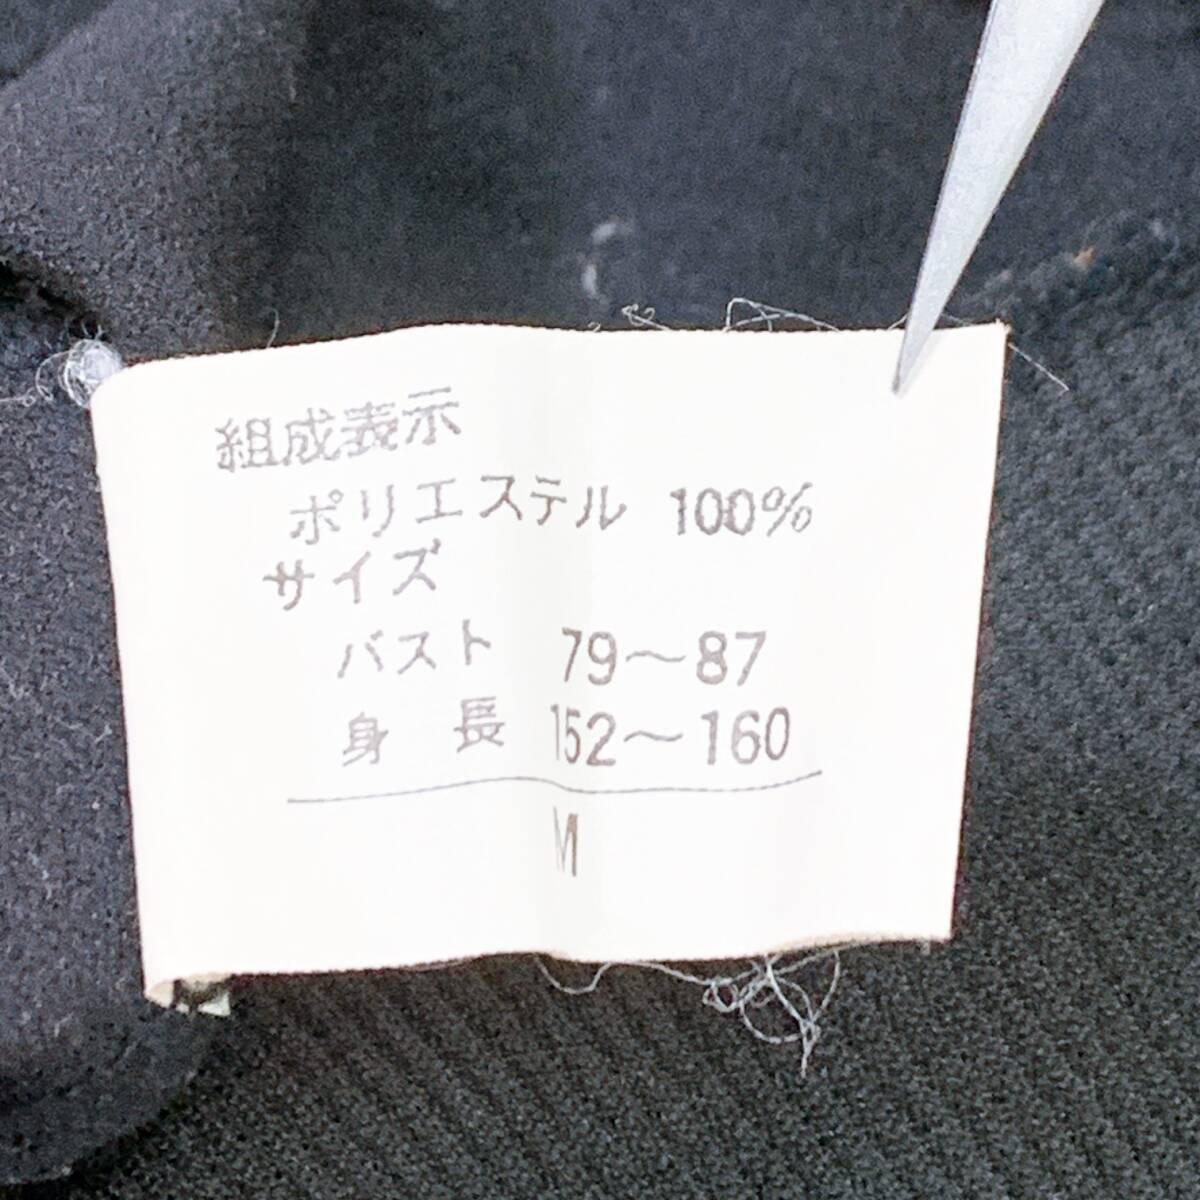 組成表示
ポリエステル 100%
サイズ
バスト 79～87
身長 152～160
M